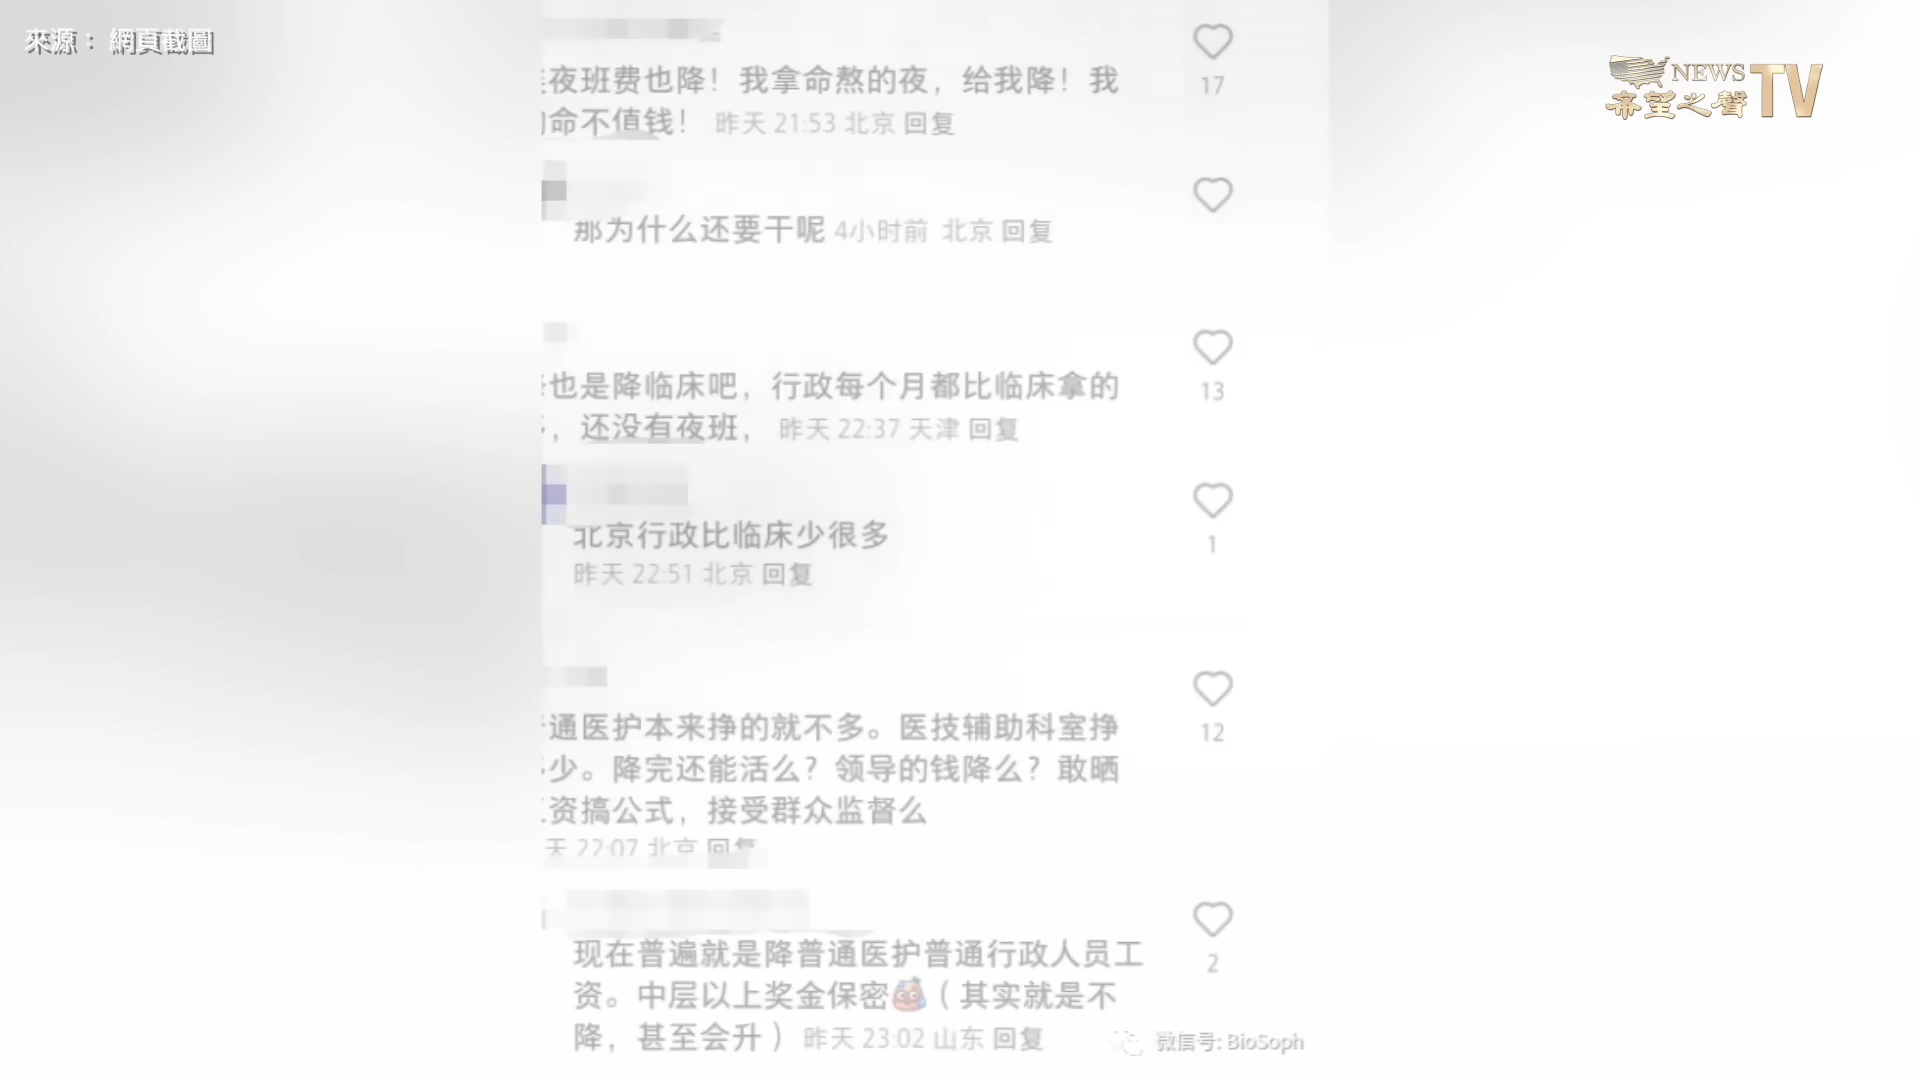 來源：網頁截圖
NEWS
希望之聲TV
夜班费也降！我拿命熬的夜，给我降！我
命不值钱！ 昨天 21:53 北京 回复
17
那为什么还要干呢 4小时前 北京 回复
也是降临床吧，行政每个月都比临床拿的
，还没有夜班， 昨天 22:37 天津 回复
13
北京行政比临床少很多
昨天 22:51 北京 回复
1
通医护本来挣的就不多。医技辅助科室挣
少。降完还能活么？领导的钱降么？敢晒
资搞公式，接受群众监督么
天 22:07 北京 回复
12
现在普遍就是降普通医护普通行政人员工
资。中层以上奖金保密（其实就是不
降，甚至会升） 昨天 23:02 山东 回复
2
微信号: BioSoph